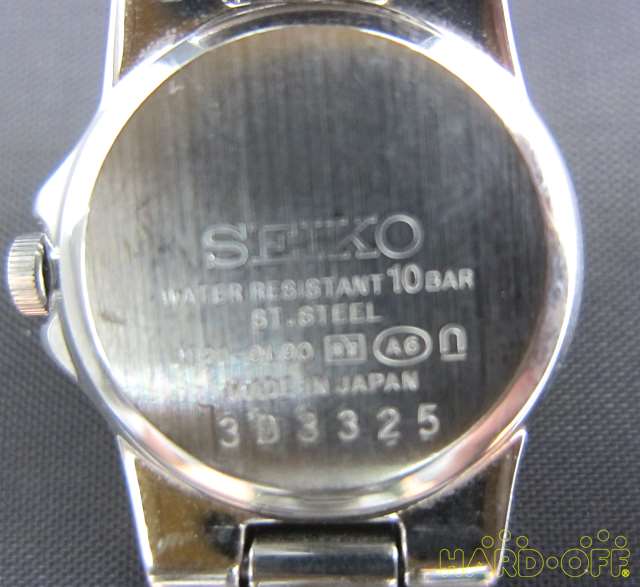 SEIKO
WATER RESISTANT 10 BAR
ST. STEEL
A6
MADE IN JAPAN
3D3325
HARD·OFF